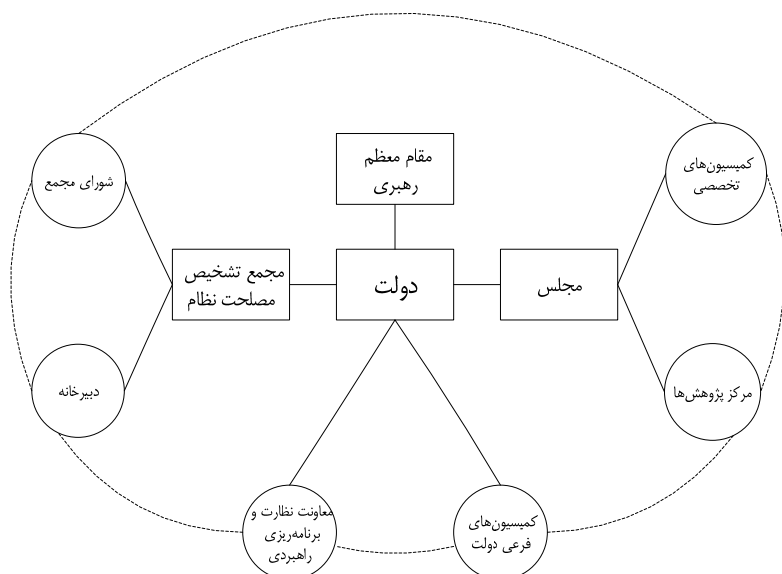 مقام معظم
رهبری
کمیسیون‌های
تخصصی
شورای مجمع
مجلس
دولت
مجمع تشخیص
مصلحت نظام
مرکز پژوهش‌ها
دبیرخانه
کمیسیون‌های
فرعی دولت
معاونت نظارت و
برنامه‌ریزی
راهبردی